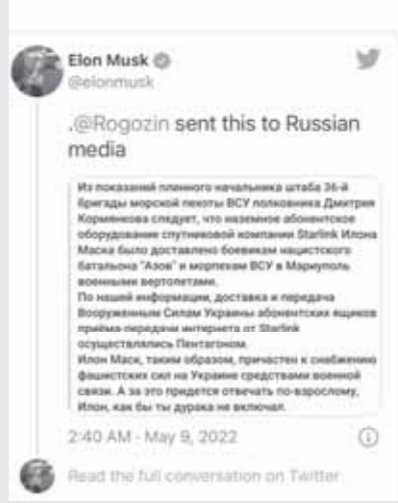 Elon Musk
@elonmusk
.@Rogozin sent this to Russian
media
Из показаний пленного начальника штаба 36-й
бригады морской пехоты ВСУ полковника Дмитрия
Кормянкова следует, что наземное абонентское
оборудование спутниковой компании Starlink Илона
Маска было доставлено боевикам нацистского
батальона "Азов" и морпехам ВСУ в Мариуполь
военными вертолетами.
По нашей информации, доставка и передача
Вооруженным Силам Украины абонентских ящиков
приёма-передачи интернета от Starlink
осуществлялись Пентагоном.
Илон Маск, таким образом, причастен к снабжению
фашистских сил на Украине средствами военной
связи. А за это придется отвечать по-взрослому,
Илон, как бы ты дурака не включал.
2:40 AM · May 9, 2022
Read the full conversation on Twitter